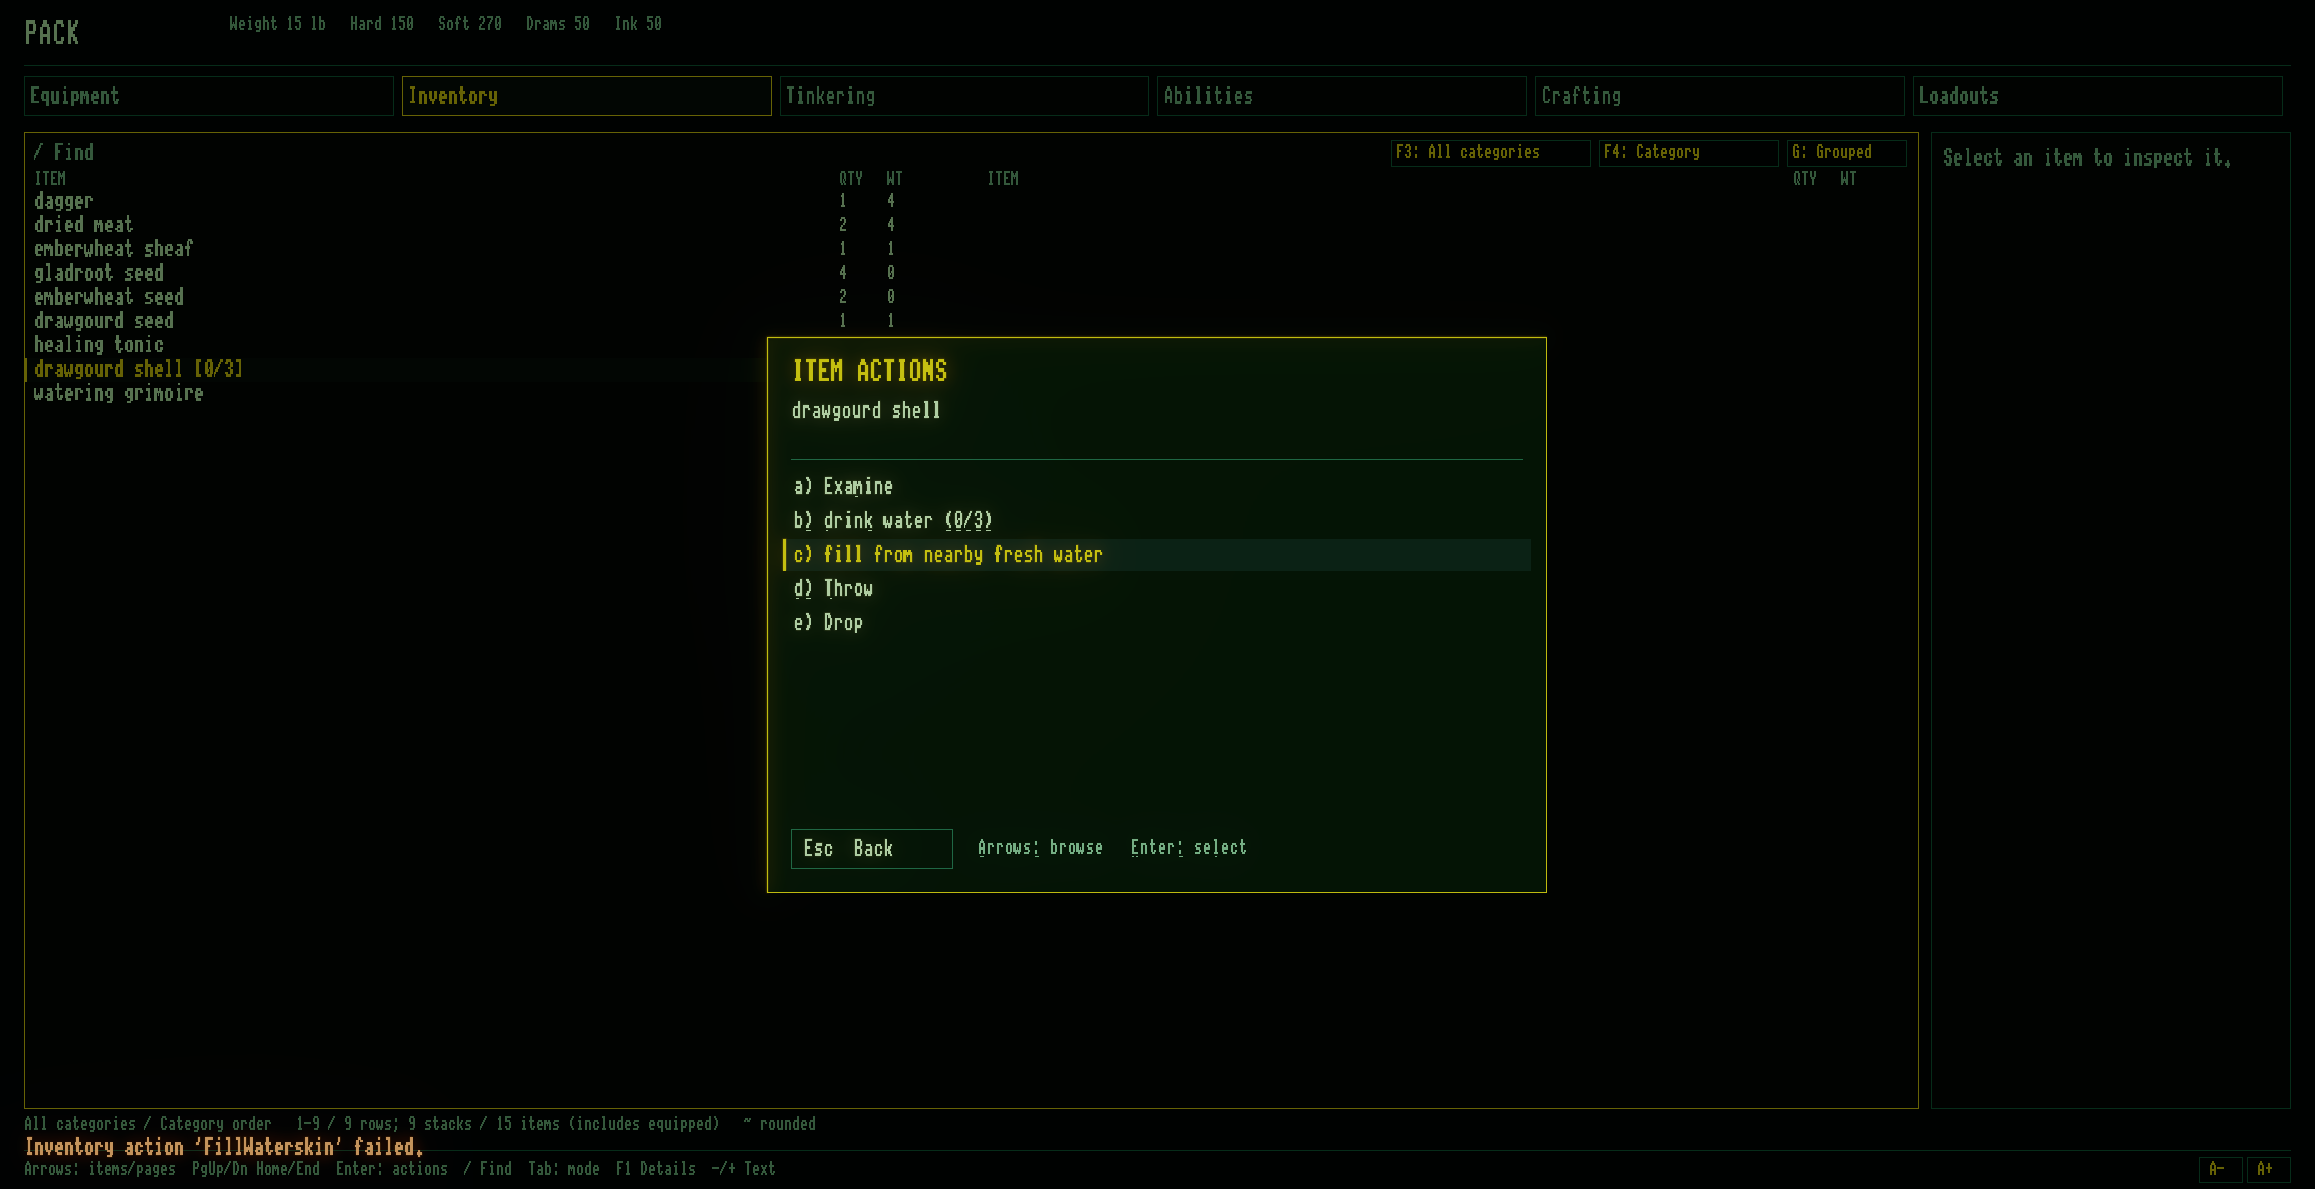 PACK
Weight 15 lb   Hard 150   Soft 270   Drams 50   Ink 50
Equipment   Inventory   Tinkering   Abilities   Crafting   Loadouts
/ Find   F3: All categories   F4: Category   G: Grouped
ITEM   QTY   WT   ITEM   QTY   WT
dagger   1   4
dried meat   2   4
emberwheat sheaf   1   1
gladroot seed   4   0
emberwheat seed   2   0
drawgourd seed   1   1
healing tonic
drawgourd shell [0/3]
watering grimoire
Select an item to inspect it.
ITEM ACTIONS
drawgourd shell
a) Examine
b) drink water (0/3)
c) fill from nearby fresh water
d) Throw
e) Drop
Esc  Back   Arrows: browse   Enter: select
All categories / Category order   1-9 / 9 rows; 9 stacks / 15 items (includes equipped)   ~ rounded
Inventory action 'FillWaterskin' failed.
Arrows: items/pages  PgUp/Dn Home/End  Enter: actions  / Find  Tab: mode  F1 Details  -/+ Text   A-   A+